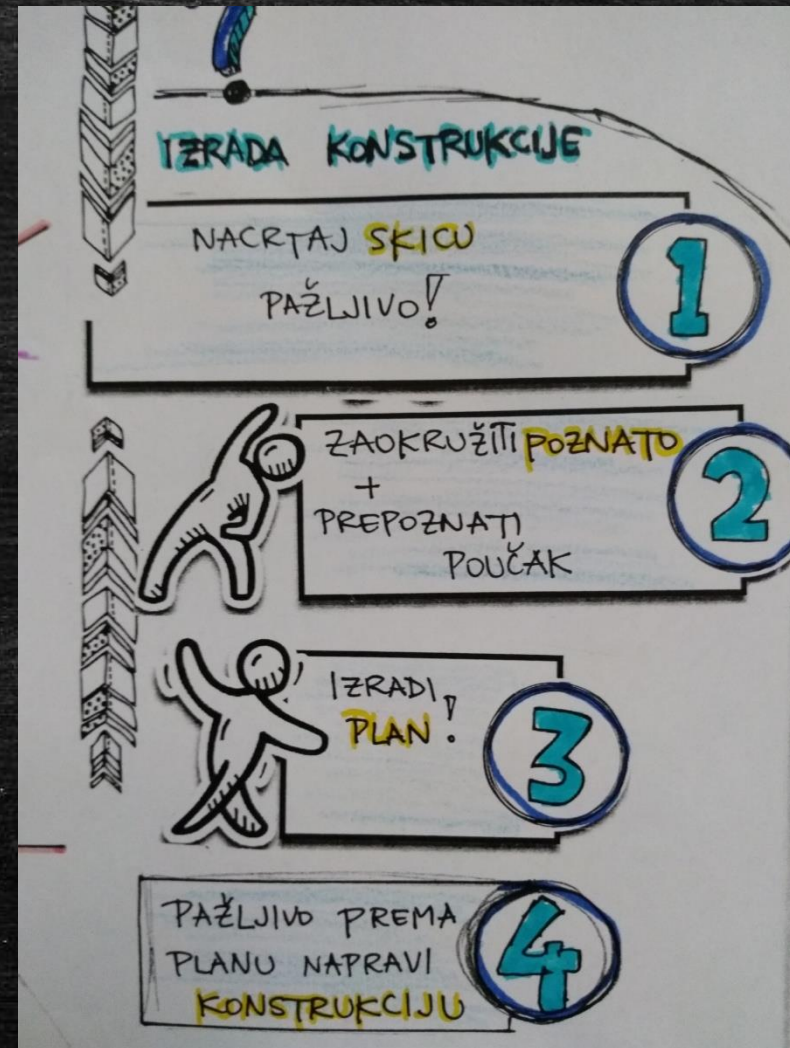 ?
IZRADA KONSTRUKCIJE
NACRTAJ SKICU
PAŽLJIVO!
1
ZAOKRUŽITI POZNATO
+
PREPOZNATI
POUČAK
2
IZRADI
PLAN!
3
PAŽLJIVO PREMA
PLANU NAPRAVI
KONSTRUKCIJU
4